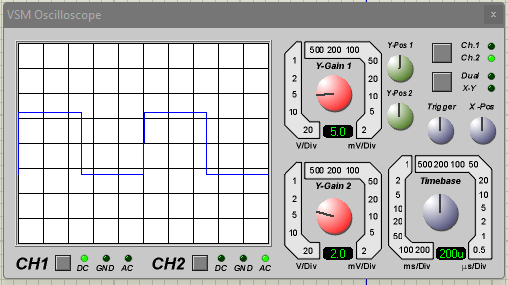 VSM Oscilloscope x
500 200 100
Y-Gain 1
1 50
2 20
5 10
10 5
20 2
5.0
V/Div mV/Div
Y-Pos 1
Y-Pos 2
Ch.1
Ch.2
Dual
X-Y
Trigger X-Pos
500 200 100
Y-Gain 2
1 50
2 20
5 10
10 5
20 2
2.0
V/Div mV/Div
500 200 100 50
Timebase
1 20
2 10
5 5
10 2
20 1
50 0.5
100 200
200u
ms/Div µs/Div
CH1 DC GND AC CH2 DC GND AC